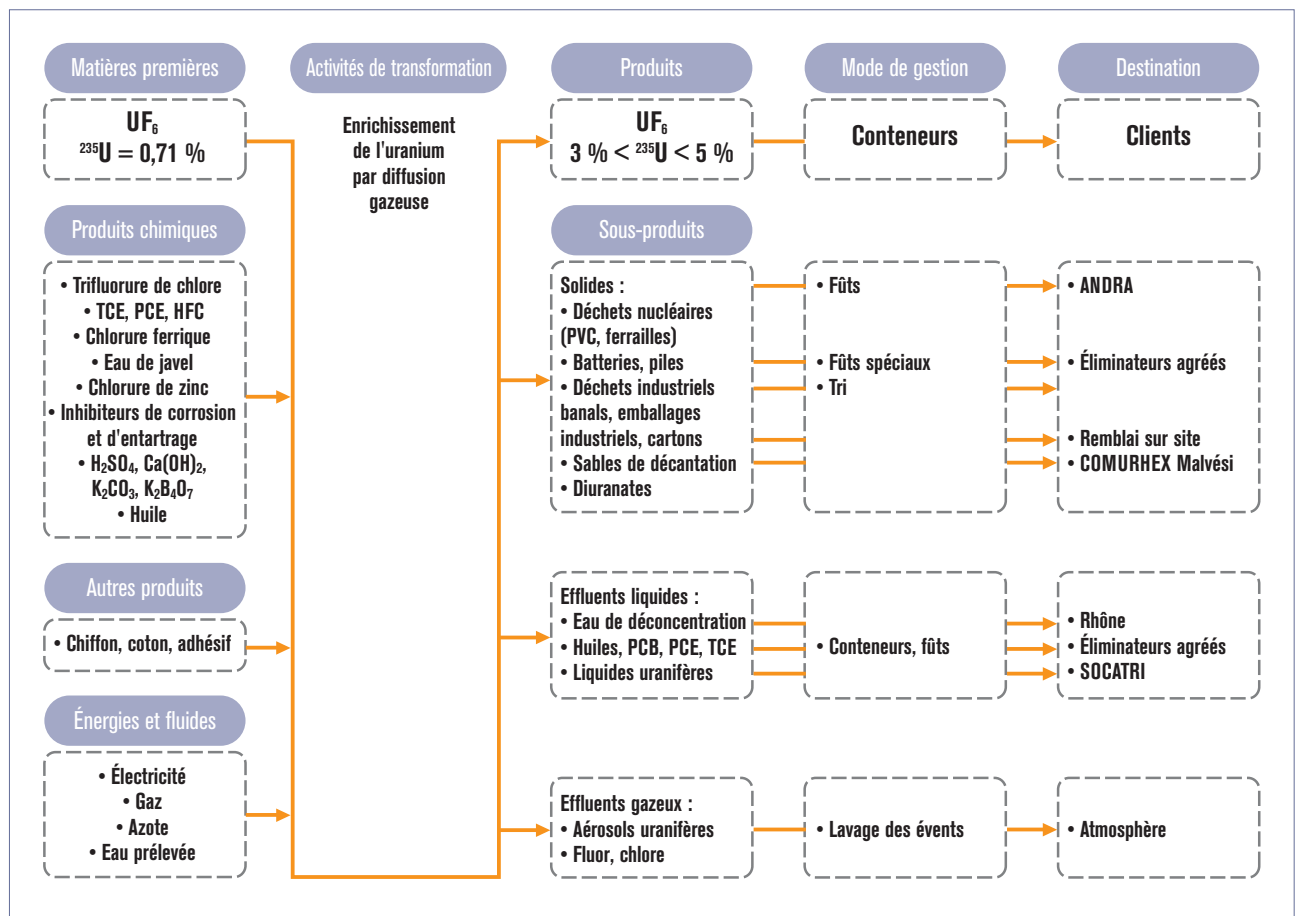 Matières premières
UF₆
²³⁵U = 0,71 %
Produits chimiques
• Trifluorure de chlore
• TCE, PCE, HFC
• Chlorure ferrique
• Eau de javel
• Chlorure de zinc
• Inhibiteurs de corrosion
et d'entartrage
• H₂SO₄, Ca(OH)₂,
K₂CO₃, K₂B₄O₇
• Huile
Autres produits
• Chiffon, coton, adhésif
Énergies et fluides
• Électricité
• Gaz
• Azote
• Eau prélevée
Activités de transformation
Enrichissement
de l'uranium
par diffusion
gazeuse
Produits
UF₆
3 % < ²³⁵U < 5 %
Sous-produits
Solides :
• Déchets nucléaires
(PVC, ferrailles)
• Batteries, piles
• Déchets industriels
banals, emballages
industriels, cartons
• Sables de décantation
• Diuranates
Effluents liquides :
• Eau de déconcentration
• Huiles, PCB, PCE, TCE
• Liquides uranifères
Effluents gazeux :
• Aérosols uranifères
• Fluor, chlore
Mode de gestion
Conteneurs
• Fûts
• Fûts spéciaux
• Tri
• Conteneurs, fûts
• Lavage des évents
Destination
Clients
• ANDRA
• Éliminateurs agréés
• Remblai sur site
• COMURHEX Malvési
• Rhône
• Éliminateurs agréés
• SOCATRI
• Atmosphère